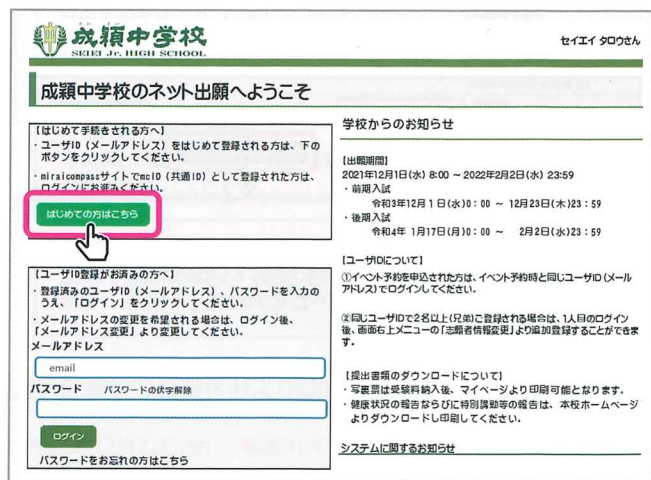 せい えい
成穎中学校
SEIEI Jr. HIGH SCHOOL
セイエイ タロウさん
成穎中学校のネット出願へようこそ
【はじめて手続きされる方へ】
・ユーザID（メールアドレス）をはじめて登録される方は、下の
ボタンをクリックしてください。
・miraicompassサイトでmcID（共通ID）として登録された方は、
ログインにお進みください。
はじめての方はこちら
【ユーザID登録がお済みの方へ】
・登録済みのユーザID（メールアドレス）、パスワードを入力の
うえ、「ログイン」をクリックしてください。
・メールアドレスの変更を希望される場合は、ログイン後、
「メールアドレス変更」より変更してください。
メールアドレス
email
パスワード パスワードの伏字解除
ログイン
パスワードをお忘れの方はこちら
学校からのお知らせ
【出願期間】
2021年12月1日(水) 8:00 ～ 2022年2月2日(水) 23:59
・前期入試
令和3年12月1日(水)0：00 ～ 12月23日(木)23：59
・後期入試
令和4年 1月17日(月)0：00 ～ 2月2日(水)23：59
【ユーザIDについて】
①イベント予約を申込された方は、イベント予約時と同じユーザID（メール
アドレス）でログインしてください。
②同じユーザIDで2名以上（兄弟）ご登録される場合は、1人目のログイン
後、画面右上メニューの「志願者情報変更」より追加登録することができま
す。
【提出書類のダウンロードについて】
・写真票は受験料納入後、マイページより印刷可能となります。
・健康状況の報告ならびに特別講習等の報告は、本校ホームページ
よりダウンロードし印刷してください。
システムに関するお知らせ